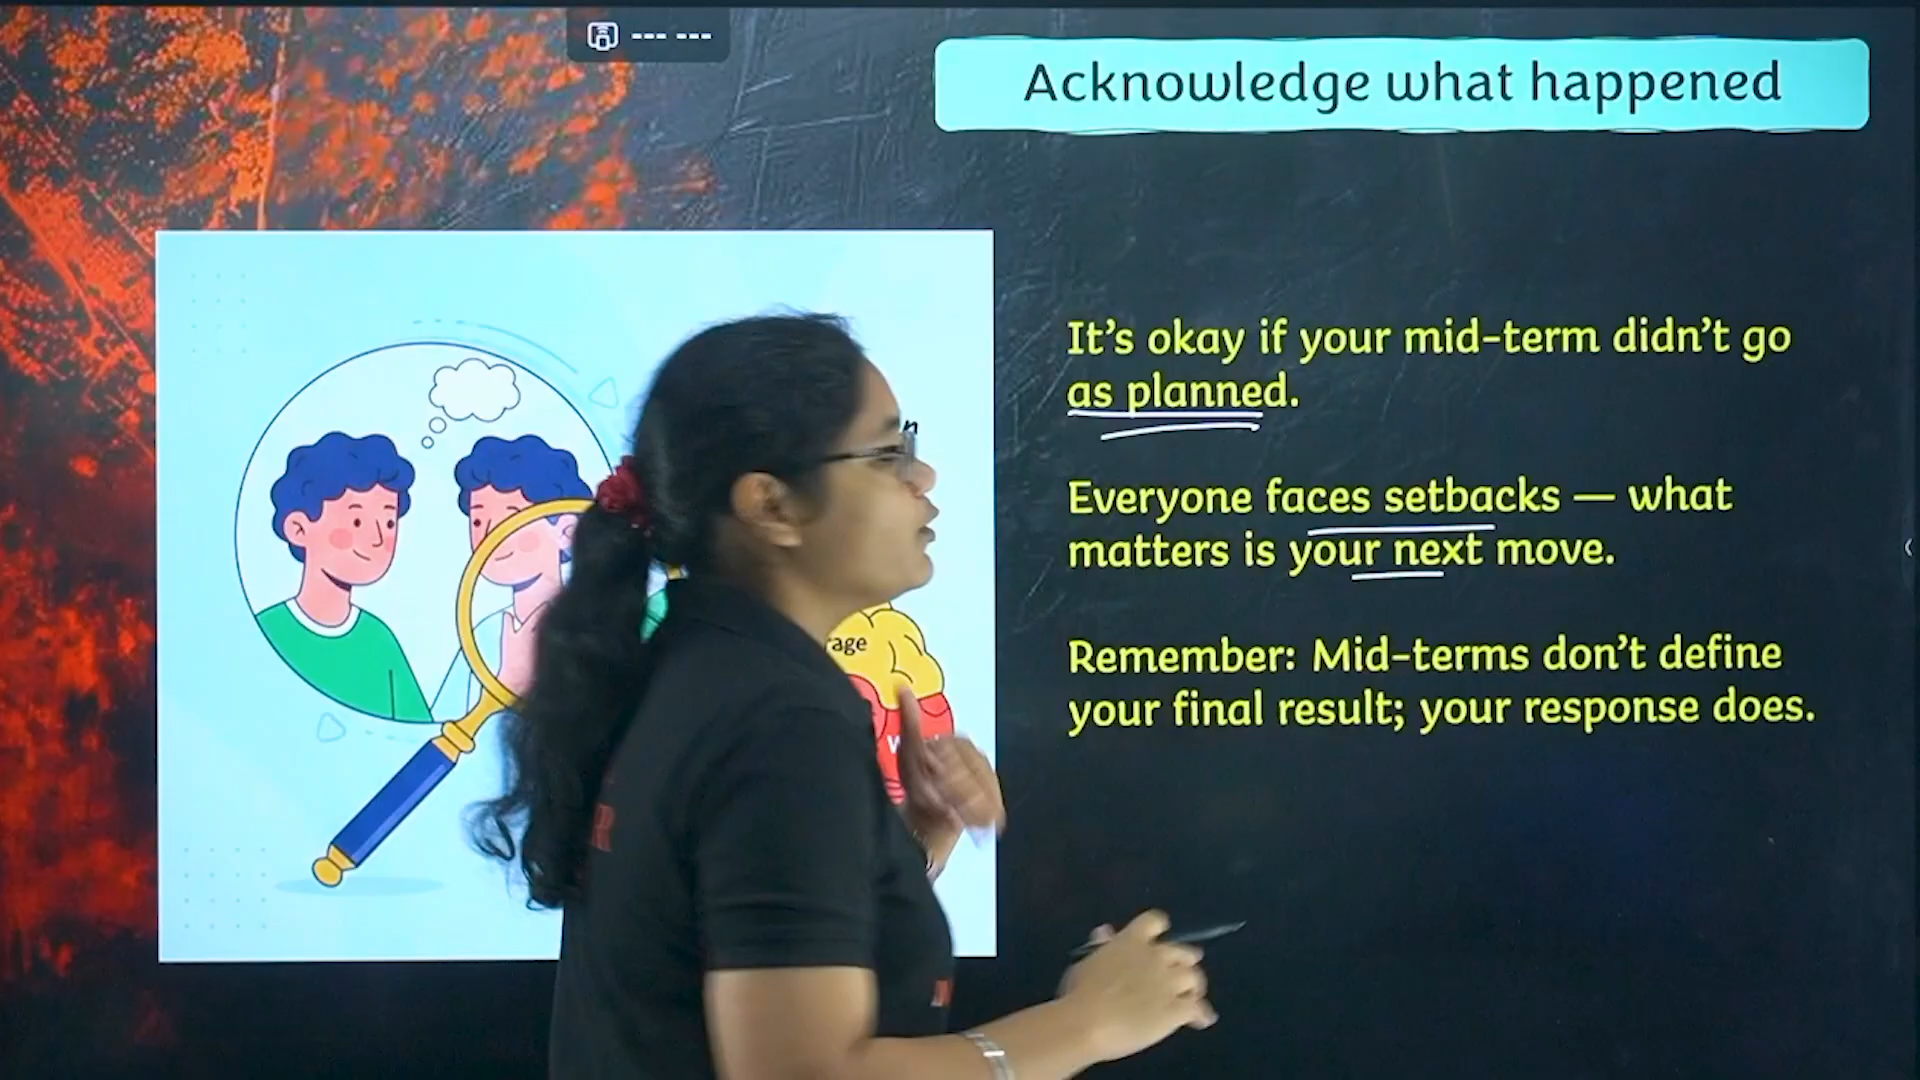 Acknowledge what happened
It's okay if your mid-term didn't go
as planned.
Everyone faces setbacks — what
matters is your next move.
Remember: Mid-terms don't define
your final result; your response does.